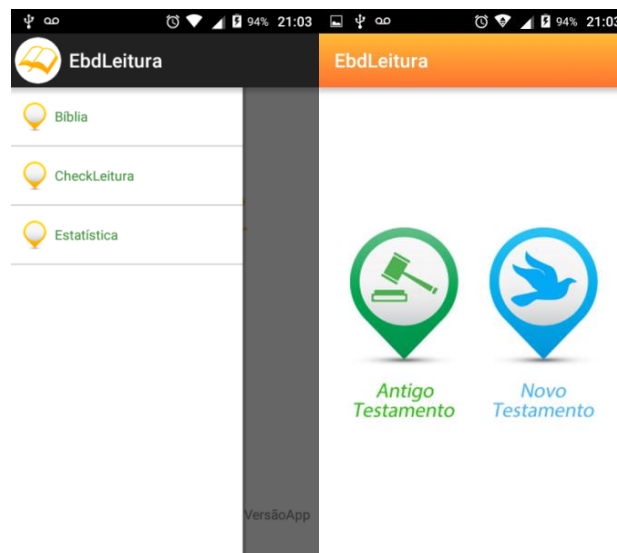 94% 21:03
EbdLeitura
Bíblia
CheckLeitura
Estatística
VersãoApp
94% 21:03
EbdLeitura
Antigo
Testamento
Novo
Testamento